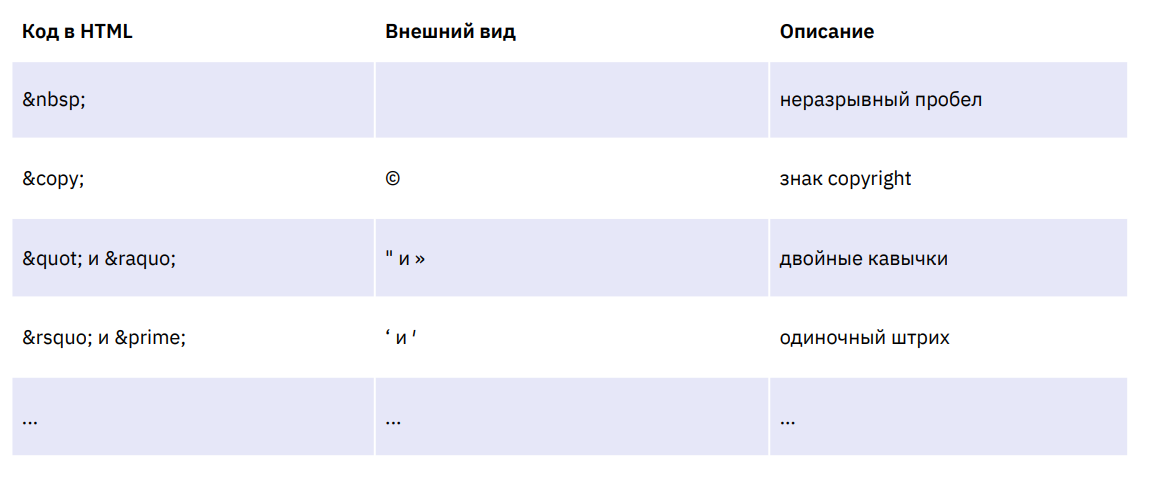 Код в HTML Внешний вид Описание
&nbsp; неразрывный пробел
&copy; © знак copyright
&quot; и &raquo; " и » двойные кавычки
&rsquo; и &prime; ‘ и ′ одиночный штрих
... ... ...